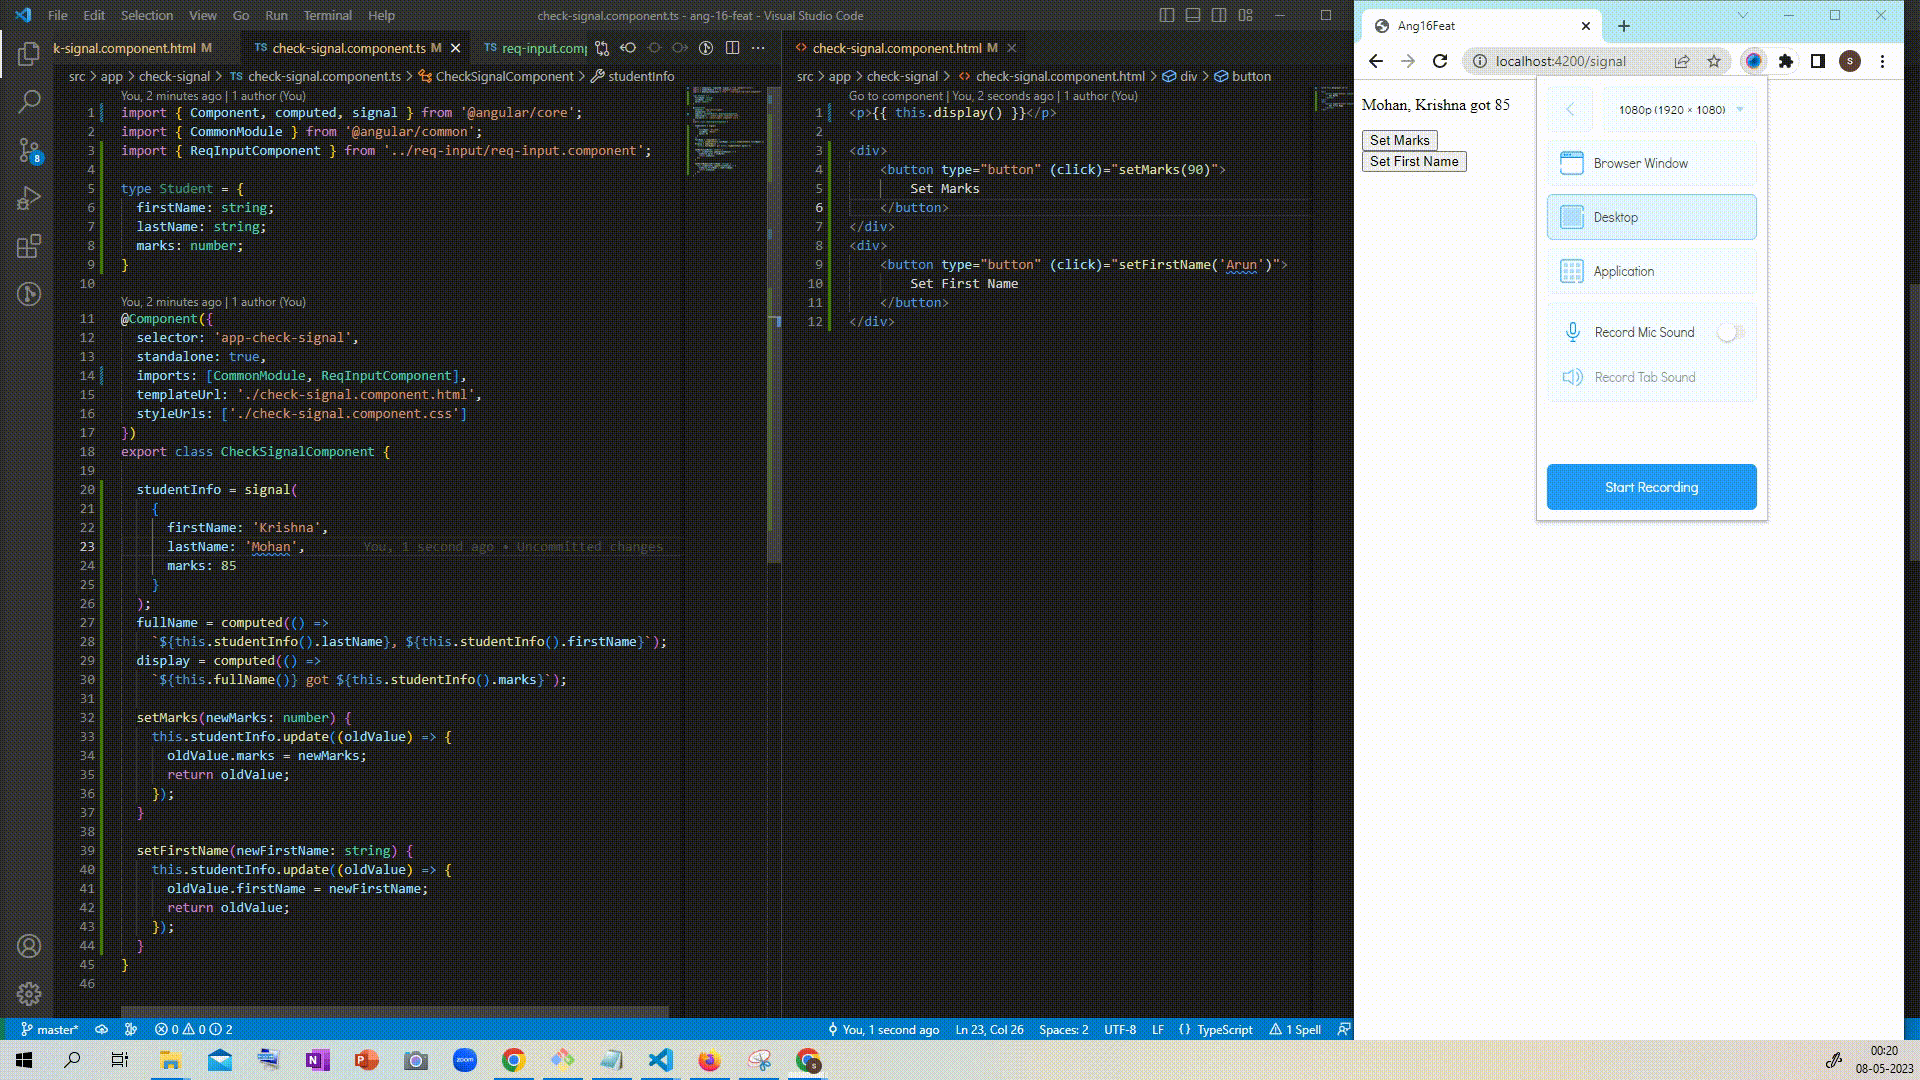 File Edit Selection View Go Run Terminal Help
check-signal.component.ts - ang-16-feat - Visual Studio Code
k-signal.component.html M
TS check-signal.component.ts M
TS req-input.comp
src > app > check-signal > TS check-signal.component.ts > CheckSignalComponent > studentInfo
You, 2 minutes ago | 1 author (You)
1 import { Component, computed, signal } from '@angular/core';
2 import { CommonModule } from '@angular/common';
3 import { ReqInputComponent } from '../req-input/req-input.component';
4
5 type Student = {
6 firstName: string;
7 lastName: string;
8 marks: number;
9 }
10
You, 2 minutes ago | 1 author (You)
11 @Component({
12 selector: 'app-check-signal',
13 standalone: true,
14 imports: [CommonModule, ReqInputComponent],
15 templateUrl: './check-signal.component.html',
16 styleUrls: ['./check-signal.component.css']
17 })
18 export class CheckSignalComponent {
19
20 studentInfo = signal(
21 {
22 firstName: 'Krishna',
23 lastName: 'Mohan', You, 1 second ago • Uncommitted changes
24 marks: 85
25 }
26 );
27 fullName = computed(() =>
28 `${this.studentInfo().lastName}, ${this.studentInfo().firstName}`);
29 display = computed(() =>
30 `${this.fullName()} got ${this.studentInfo().marks}`);
31
32 setMarks(newMarks: number) {
33 this.studentInfo.update((oldValue) => {
34 oldValue.marks = newMarks;
35 return oldValue;
36 });
37 }
38
39 setFirstName(newFirstName: string) {
40 this.studentInfo.update((oldValue) => {
41 oldValue.firstName = newFirstName;
42 return oldValue;
43 });
44 }
45 }
46
check-signal.component.html M
src > app > check-signal > check-signal.component.html > div > button
Go to component | You, 2 seconds ago | 1 author (You)
1 <p>{{ this.display() }}</p>
2
3 <div>
4 <button type="button" (click)="setMarks(90)">
5 Set Marks
6 </button>
7 </div>
8 <div>
9 <button type="button" (click)="setFirstName('Arun')">
10 Set First Name
11 </button>
12 </div>
8
master*
0 0 2
You, 1 second ago Ln 23, Col 26 Spaces: 2 UTF-8 LF {} TypeScript 1 Spell
Ang16Feat
localhost:4200/signal
S
Mohan, Krishna got 85
Set Marks
Set First Name
1080p (1920 × 1080)
Browser Window
Desktop
Application
Record Mic Sound
Record Tab Sound
Start Recording
zoom
00:20
08-05-2023